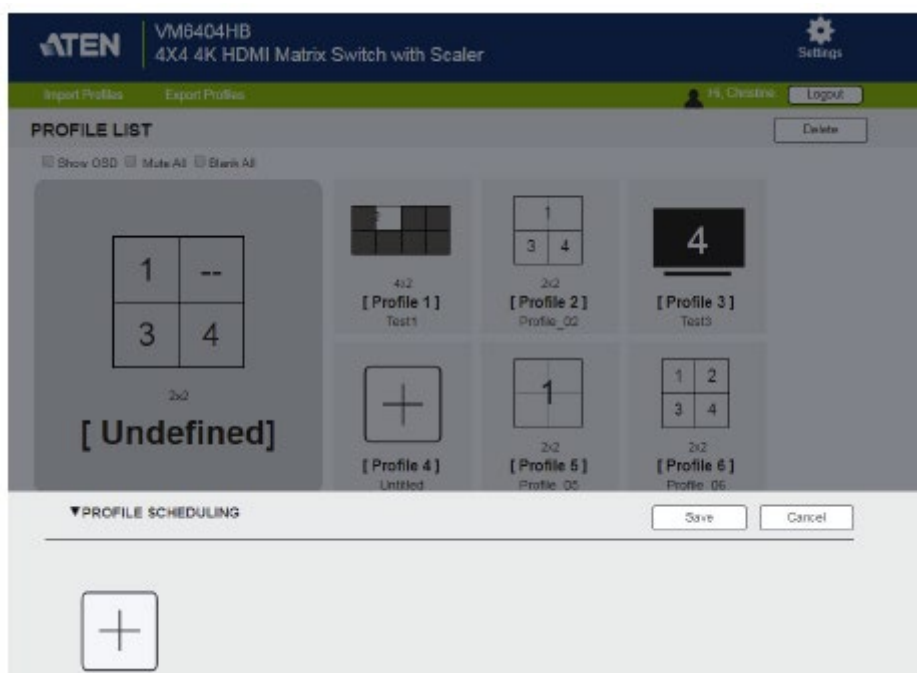 ATEN
VM6404HB
4X4 4K HDMI Matrix Switch with Scaler
Settings
Import Profiles Export Profiles
Hi, Christine Logout
PROFILE LIST
Delete
Show OSD Mute All Blank All
1 --
3 4
2x2
[ Undefined]
2
4x2
[ Profile 1 ]
Test1
1
3 4
2x2
[ Profile 2 ]
Profile_02
4
[ Profile 3 ]
Test3
[ Profile 4 ]
Untitled
1
2x2
[ Profile 5 ]
Profile_05
1 2
3 4
2x2
[ Profile 6 ]
Profile_06
▼PROFILE SCHEDULING
Save Cancel